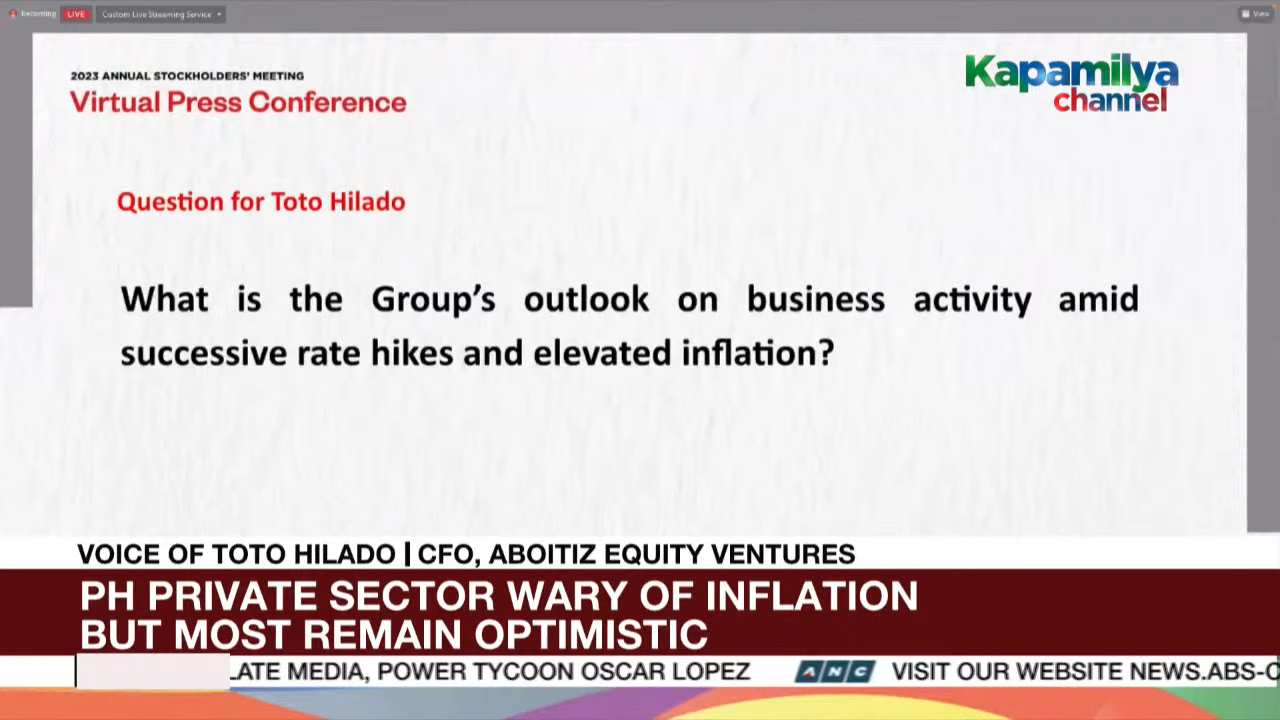 Recording LIVE Custom Live Streaming Service View
2023 ANNUAL STOCKHOLDERS' MEETING
Virtual Press Conference
Kapamilya
channel
Question for Toto Hilado
What is the Group’s outlook on business activity amid
successive rate hikes and elevated inflation?
VOICE OF TOTO HILADO | CFO, ABOITIZ EQUITY VENTURES
PH PRIVATE SECTOR WARY OF INFLATION
BUT MOST REMAIN OPTIMISTIC
LATE MEDIA, POWER TYCOON OSCAR LOPEZ ANC VISIT OUR WEBSITE NEWS.ABS-C